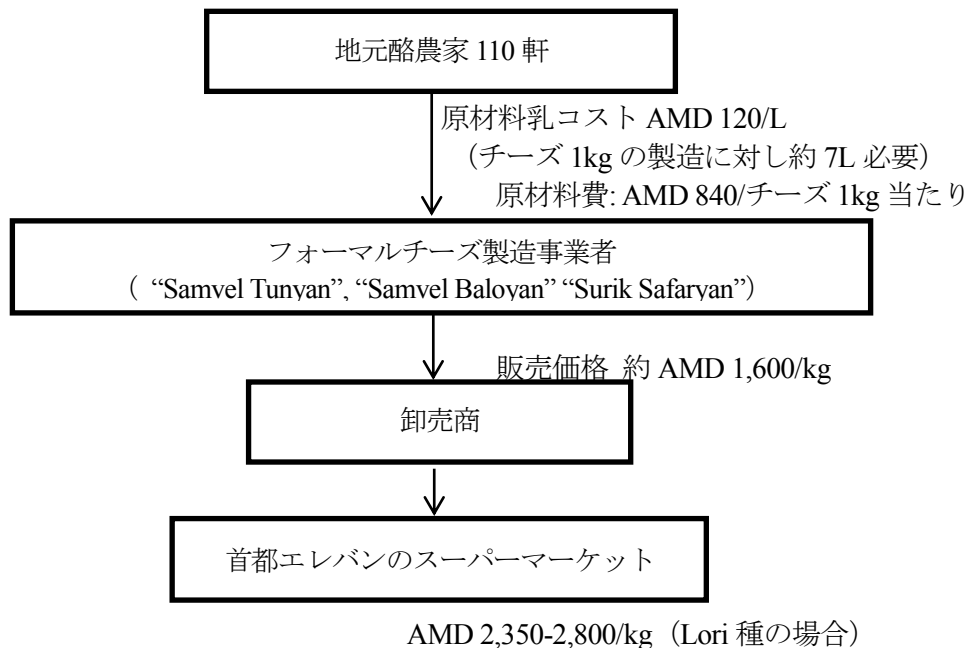 地元酪農家 110 軒
原材料乳コスト AMD 120/L
（チーズ 1kg の製造に対し約 7L 必要）
原材料費: AMD 840/チーズ 1kg 当たり
フォーマルチーズ製造事業者
（ “Samvel Tunyan”, “Samvel Baloyan” “Surik Safaryan”）
販売価格 約 AMD 1,600/kg
卸売商
首都エレバンのスーパーマーケット
AMD 2,350-2,800/kg（Lori 種の場合）